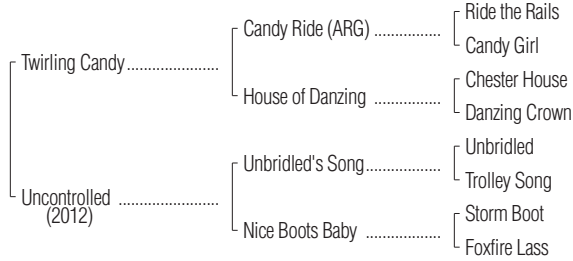 Ride the Rails
Candy Ride (ARG) ................
Candy Girl
Twirling Candy ......................
Chester House
House of Danzing ................
Danzing Crown
Unbridled
Unbridled's Song..................
Trolley Song
Uncontrolled ........................
(2012)
Storm Boot
Nice Boots Baby ..................
Foxfire Lass